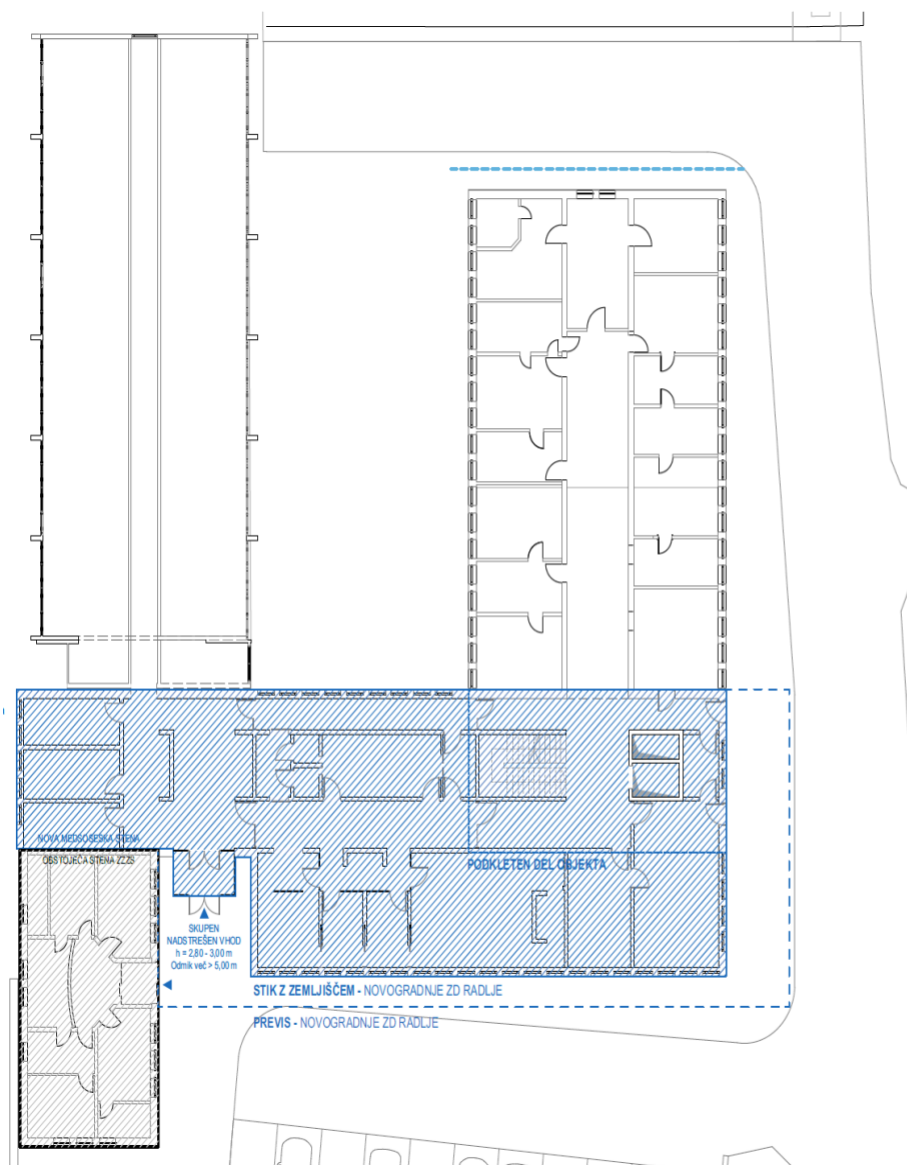 NOVA MEDSOSEŠKA STENA
OBSTOJEČA STENA ZZZS
PODKLETEN DEL OBJEKTA
SKUPEN
NADSTREŠEN VHOD
h = 2,80 - 3,00 m
Odmik več > 5,00 m
STIK Z ZEMLJIŠČEM - NOVOGRADNJE ZD RADLJE
PREVIS - NOVOGRADNJE ZD RADLJE